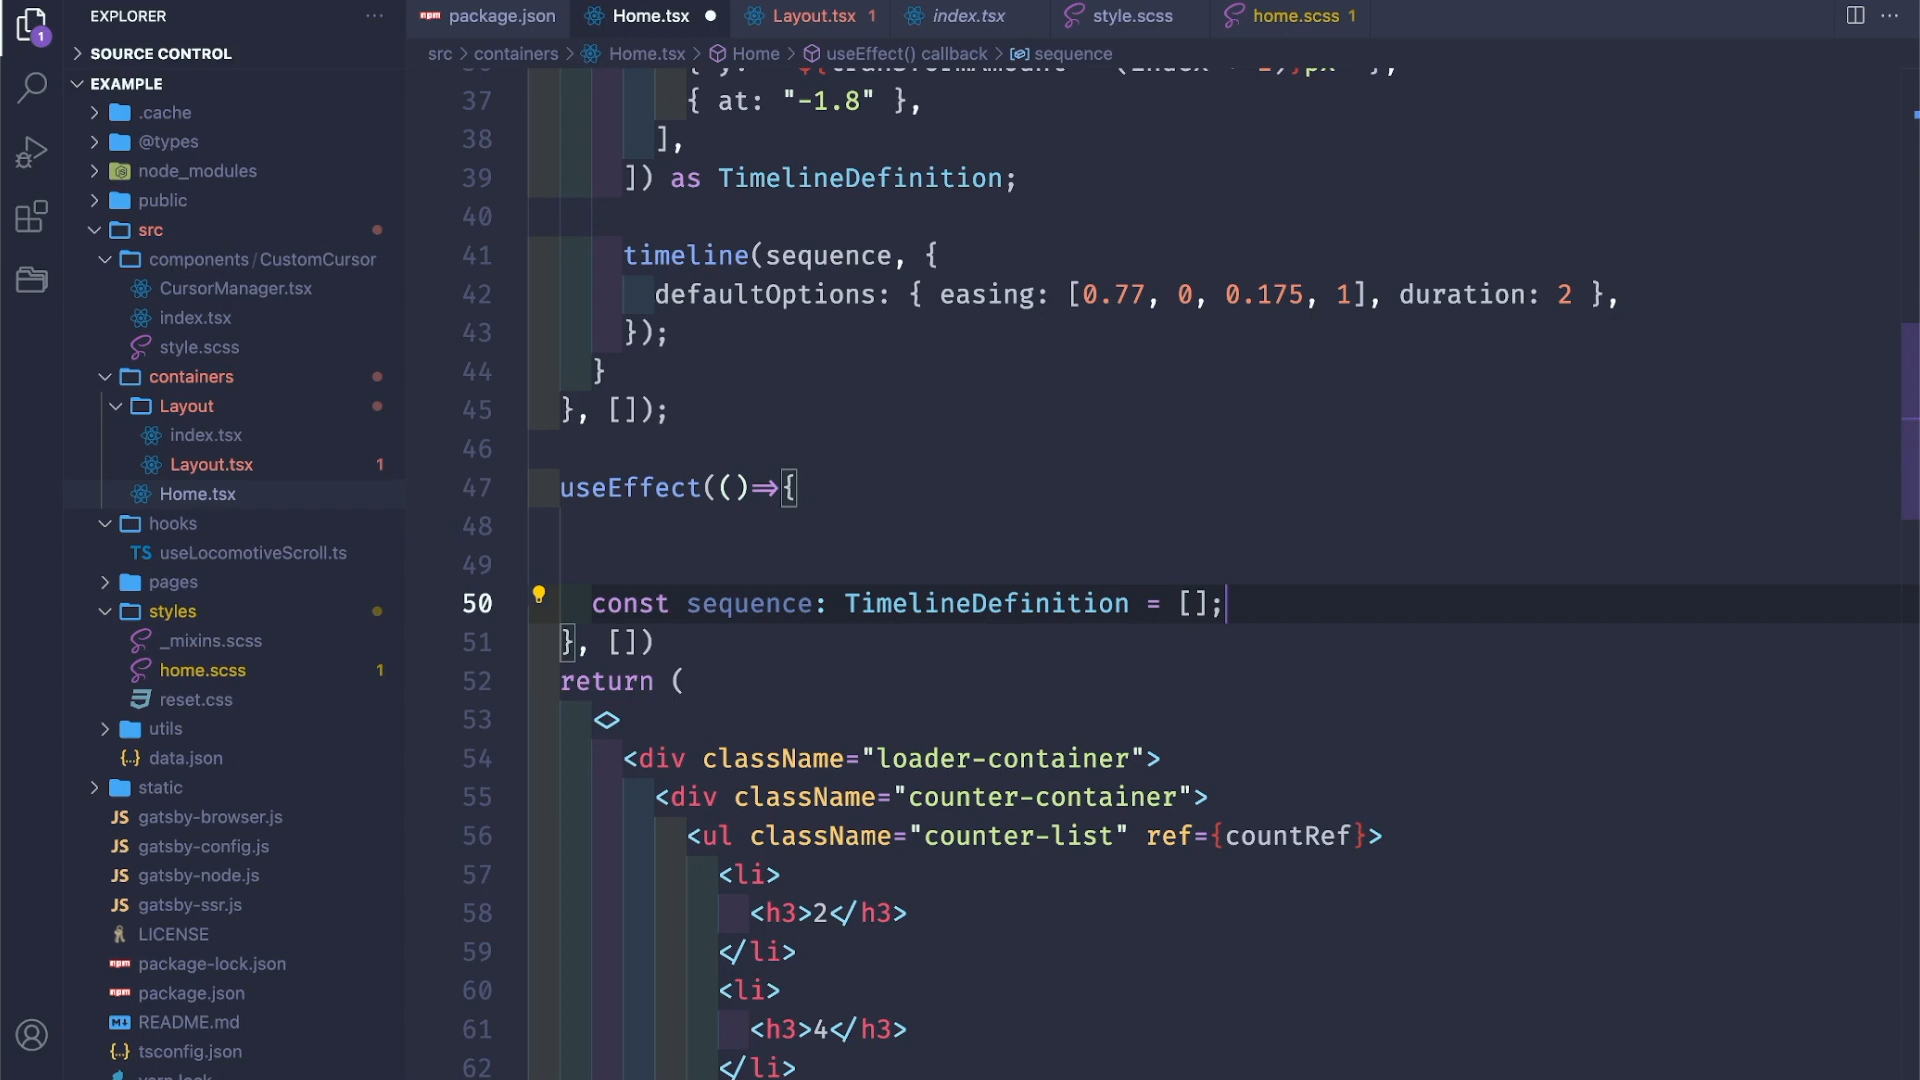 EXPLORER
SOURCE CONTROL
EXAMPLE
.cache
@types
node_modules
public
src
components/CustomCursor
CursorManager.tsx
index.tsx
style.scss
containers
Layout
index.tsx
Layout.tsx 1
Home.tsx
hooks
TS useLocomotiveScroll.ts
pages
styles
_mixins.scss
home.scss 1
reset.css
utils
{..} data.json
static
JS gatsby-browser.js
JS gatsby-config.js
JS gatsby-node.js
JS gatsby-ssr.js
LICENSE
package-lock.json
package.json
README.md
{..} tsconfig.json
1
package.json Home.tsx Layout.tsx 1 index.tsx style.scss home.scss 1
src > containers > Home.tsx > Home > useEffect() callback > sequence
37 { at: "-1.8" },
38 ],
39 ]) as TimelineDefinition;
40
41 timeline(sequence, {
42 defaultOptions: { easing: [0.77, 0, 0.175, 1], duration: 2 },
43 });
44 }
45 }, []);
46
47 useEffect(()=>{
48
49
50 const sequence: TimelineDefinition = [];
51 }, [])
52 return (
53 <>
54 <div className="loader-container">
55 <div className="counter-container">
56 <ul className="counter-list" ref={countRef}>
57 <li>
58 <h3>2</h3>
59 </li>
60 <li>
61 <h3>4</h3>
62 </li>